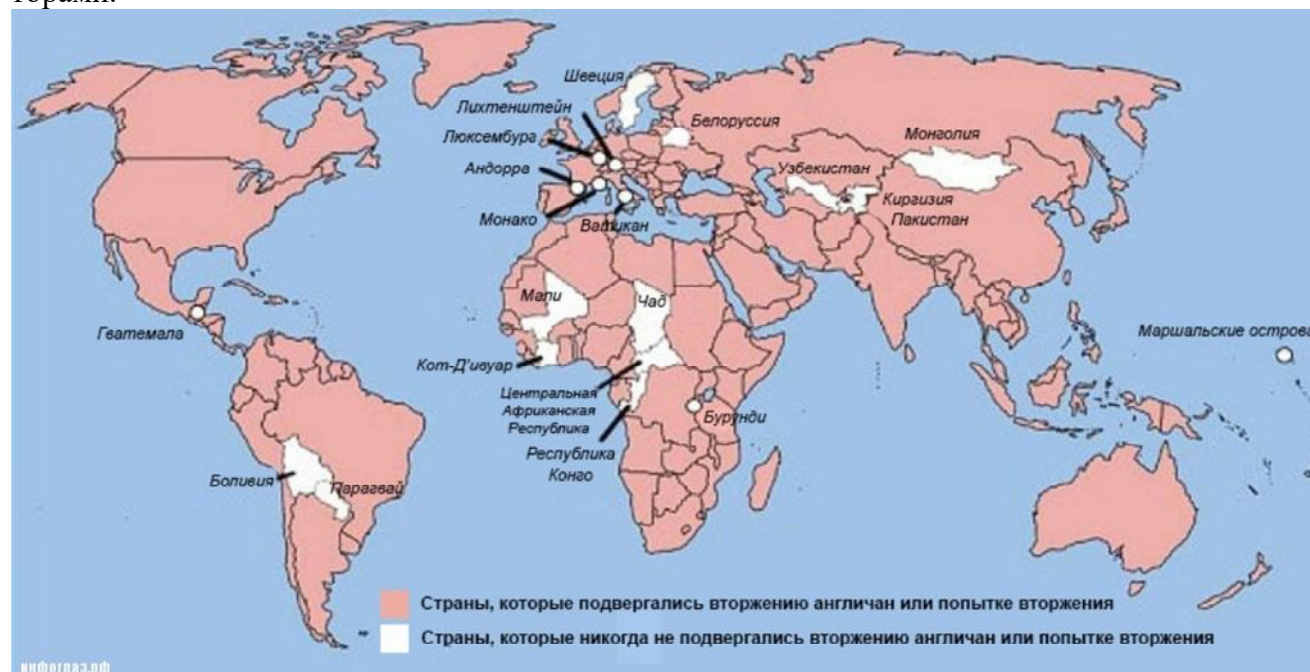 торами.
Швеция
Лихтенштейн
Люксембург
Белоруссия
Монголия
Андорра
Узбекистан
Киргизия
Пакистан
Монако
Ватикан
Мали
Чад
Гватемала
Маршальские острова
Кот-Д'ивуар
Центральная
Африканская
Республика
Бурунди
Республика
Конго
Боливия
Парагвай
Страны, которые подвергались вторжению англичан или попытке вторжения
Страны, которые никогда не подвергались вторжению англичан или попытке вторжения
инфоглаз.рф